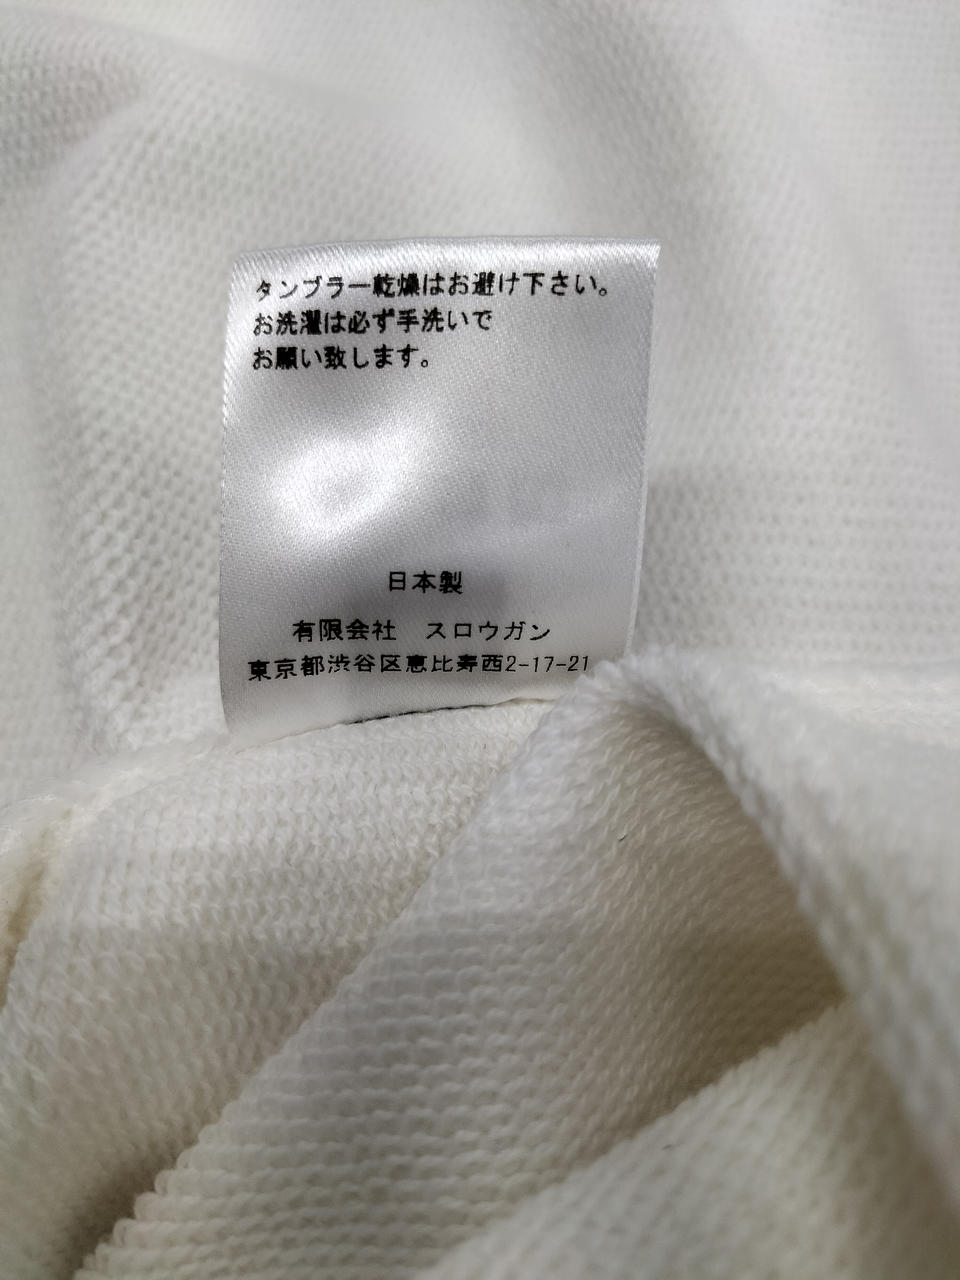 タンブラー乾燥はお避け下さい。
お洗濯は必ず手洗いで
お願い致します。
日本製
有限会社　スロウガン
東京都渋谷区恵比寿西2-17-21